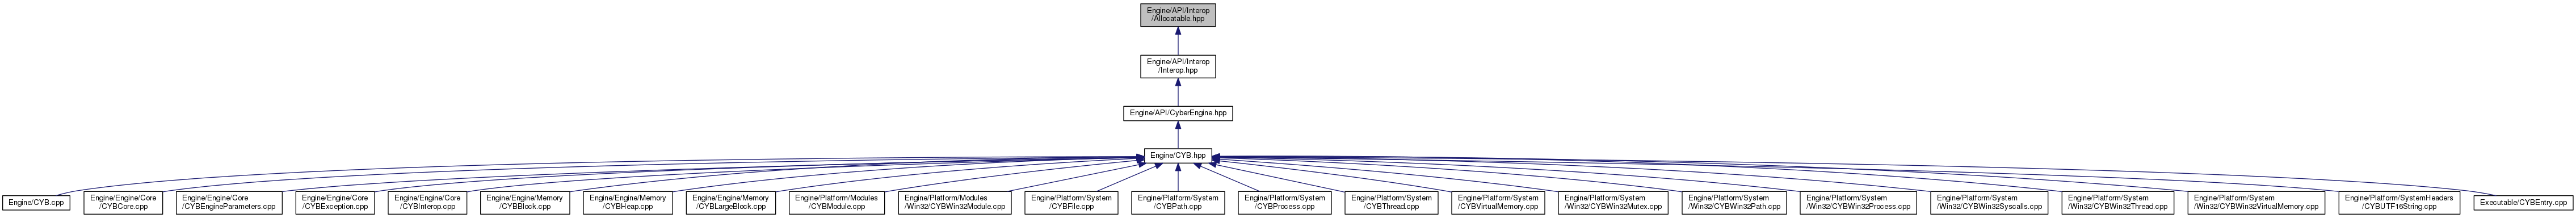 Engine/API/Interop
/Allocatable.hpp
Engine/API/Interop
/Interop.hpp
Engine/API/CyberEngine.hpp
Engine/CYB.hpp
Engine/CYB.cpp
Engine/Engine/Core
/CYBCore.cpp
Engine/Engine/Core
/CYBEngineParameters.cpp
Engine/Engine/Core
/CYBException.cpp
Engine/Engine/Core
/CYBInterop.cpp
Engine/Engine/Memory
/CYBBlock.cpp
Engine/Engine/Memory
/CYBHeap.cpp
Engine/Engine/Memory
/CYBLargeBlock.cpp
Engine/Platform/Modules
/CYBModule.cpp
Engine/Platform/Modules
/Win32/CYBWin32Module.cpp
Engine/Platform/System
/CYBFile.cpp
Engine/Platform/System
/CYBPath.cpp
Engine/Platform/System
/CYBProcess.cpp
Engine/Platform/System
/CYBThread.cpp
Engine/Platform/System
/CYBVirtualMemory.cpp
Engine/Platform/System
/Win32/CYBWin32Mutex.cpp
Engine/Platform/System
/Win32/CYBWin32Path.cpp
Engine/Platform/System
/Win32/CYBWin32Process.cpp
Engine/Platform/System
/Win32/CYBWin32Syscalls.cpp
Engine/Platform/System
/Win32/CYBWin32Thread.cpp
Engine/Platform/System
/Win32/CYBWin32VirtualMemory.cpp
Engine/Platform/SystemHeaders
/CYBUTF16String.cpp
Executable/CYBEntry.cpp